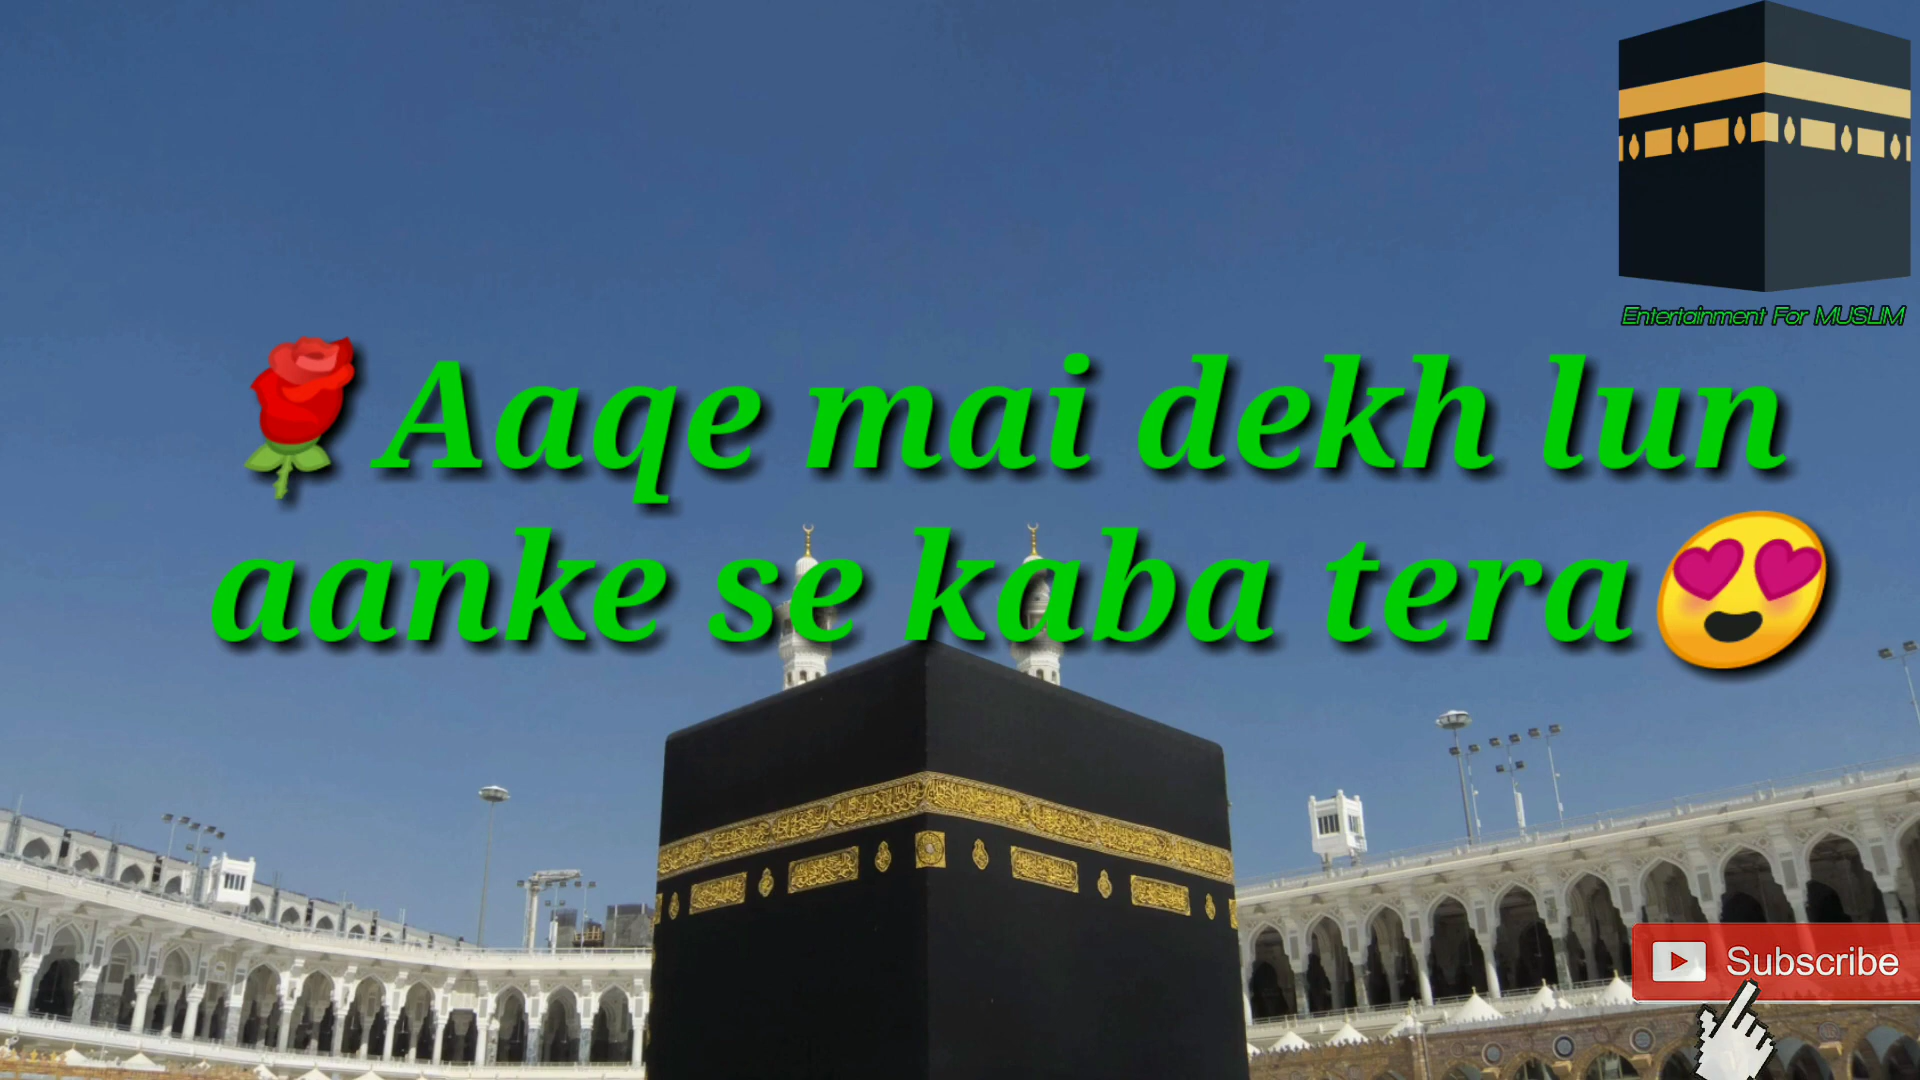 Entertainment For MUSLIM
🌹Aaqe mai dekh lun
aanke se kaba tera😍
Subscribe